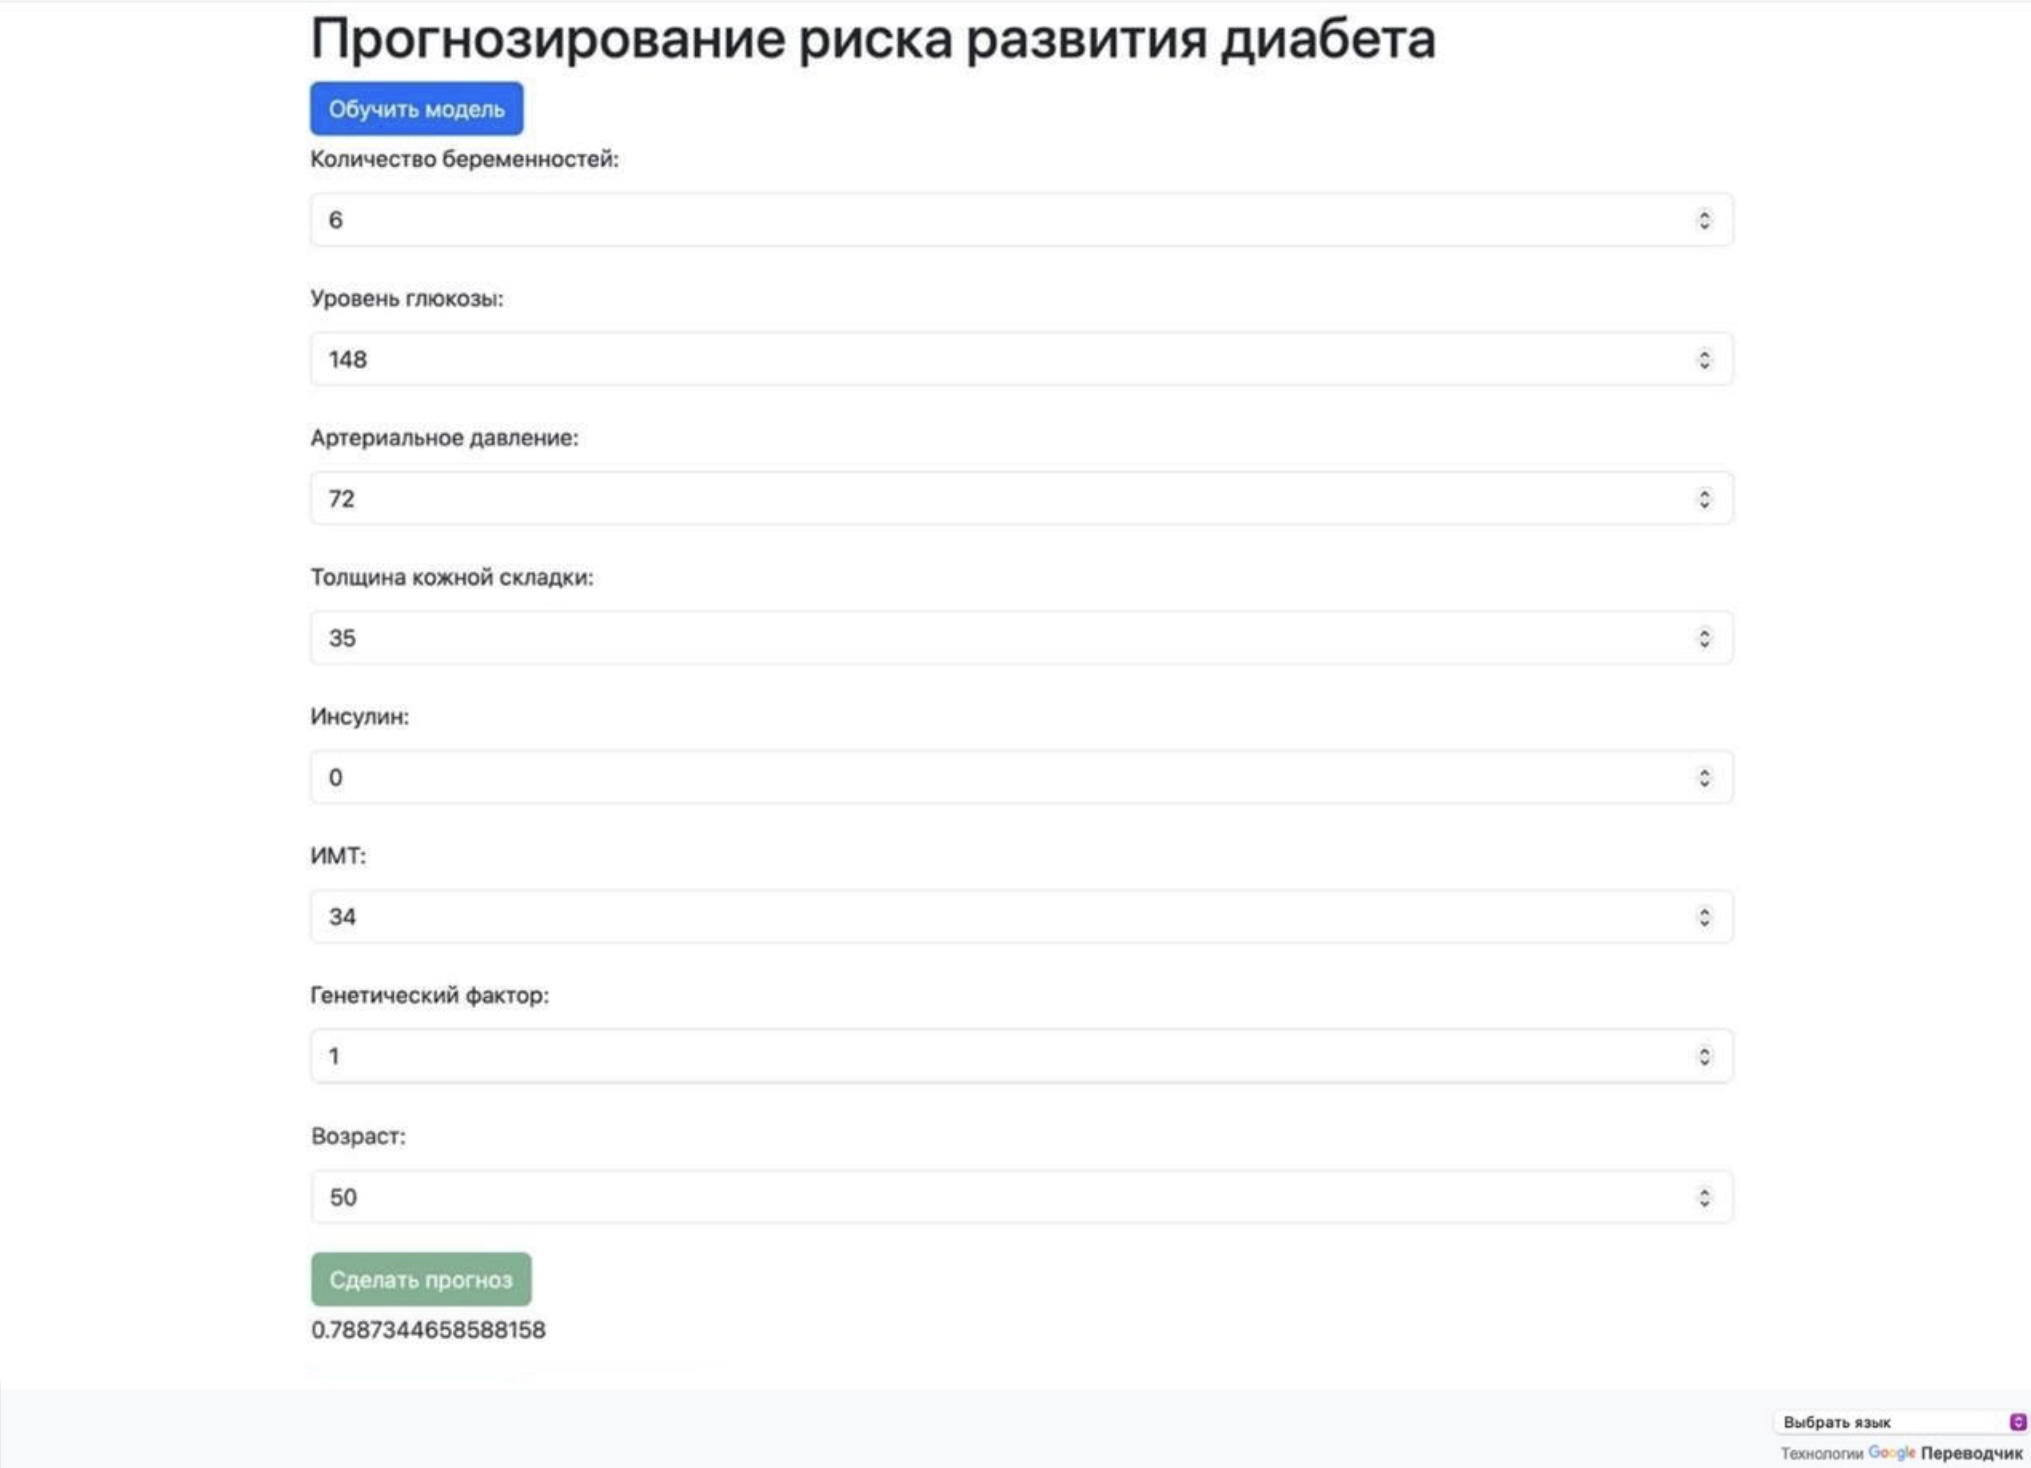 Прогнозирование риска развития диабета
Обучить модель
Количество беременностей:
6
Уровень глюкозы:
148
Артериальное давление:
72
Толщина кожной складки:
35
Инсулин:
0
ИМТ:
34
Генетический фактор:
1
Возраст:
50
Сделать прогноз
0.7887344658588158
Выбрать язык
Технологии Google Переводчик